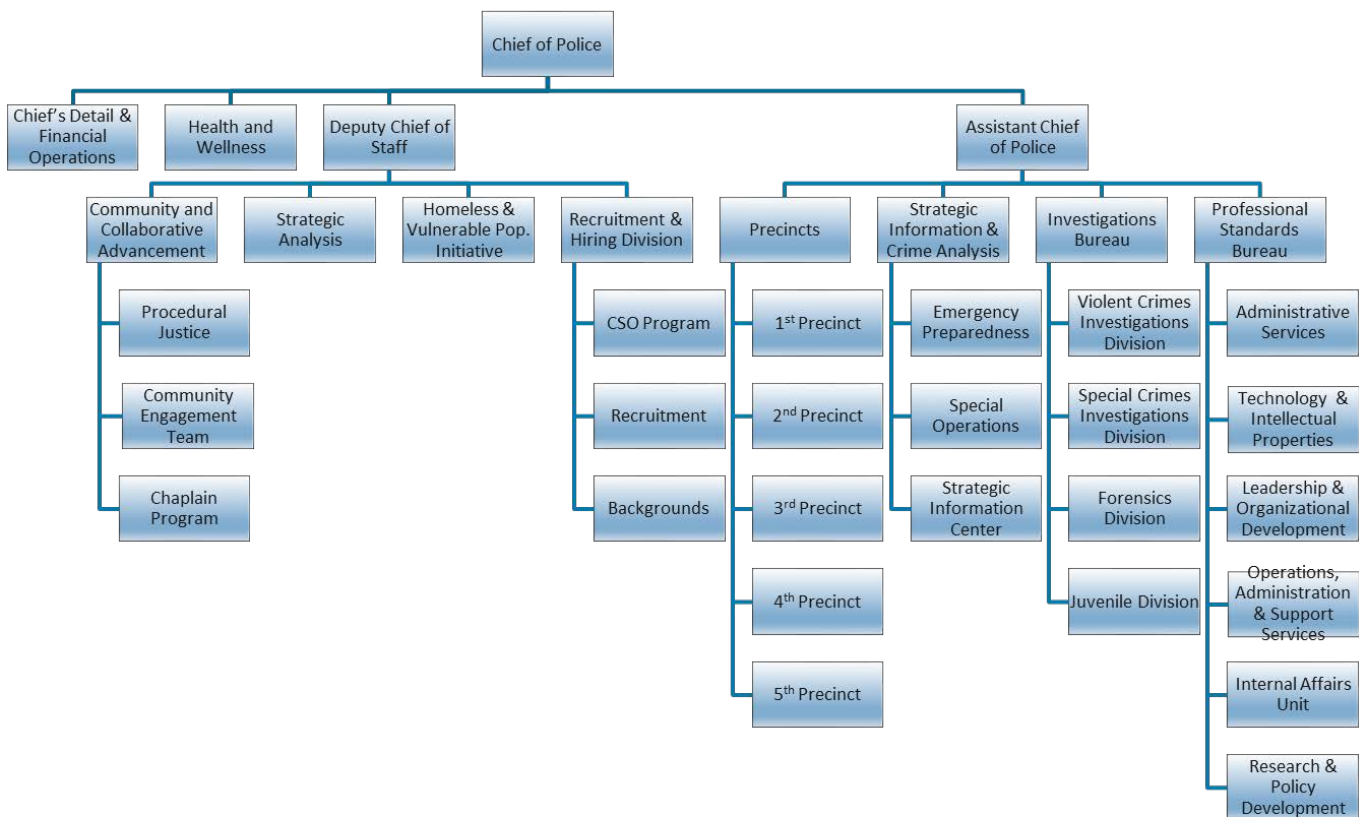 Chief of Police
Chief's Detail &
Financial
Operations
Health and
Wellness
Deputy Chief of
Staff
Assistant Chief
of Police
Community and
Collaborative
Advancement
Strategic
Analysis
Homeless &
Vulnerable Pop.
Initiative
Recruitment &
Hiring Division
Precincts
Strategic
Information &
Crime Analysis
Investigations
Bureau
Professional
Standards
Bureau
Procedural
Justice
CSO Program
1st Precinct
Emergency
Preparedness
Violent Crimes
Investigations
Division
Administrative
Services
Community
Engagement
Team
Recruitment
2nd Precinct
Special
Operations
Special Crimes
Investigations
Division
Technology &
Intellectual
Properties
Chaplain
Program
Backgrounds
3rd Precinct
Strategic
Information
Center
Forensics
Division
Leadership &
Organizational
Development
4th Precinct
Juvenile Division
Operations,
Administration
& Support
Services
5th Precinct
Internal Affairs
Unit
Research &
Policy
Development